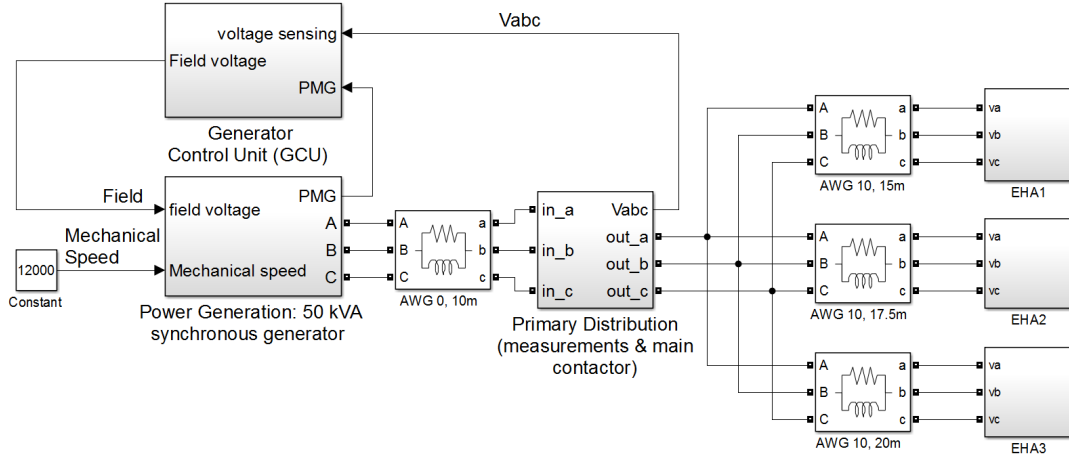 Vabc
voltage sensing
Field voltage
PMG
Generator
Control Unit (GCU)
Field
Mechanical
Speed
12000
Constant
PMG
field voltage
A
B
Mechanical speed
C
Power Generation: 50 kVA
synchronous generator
A a
B b
C c
AWG 0, 10m
in_a
in_b
in_c
Vabc
out_a
out_b
out_c
Primary Distribution
(measurements & main
contactor)
A a
B b
C c
AWG 10, 15m
va
vb
vc
EHA1
A a
B b
C c
AWG 10, 17.5m
va
vb
vc
EHA2
A a
B b
C c
AWG 10, 20m
va
vb
vc
EHA3